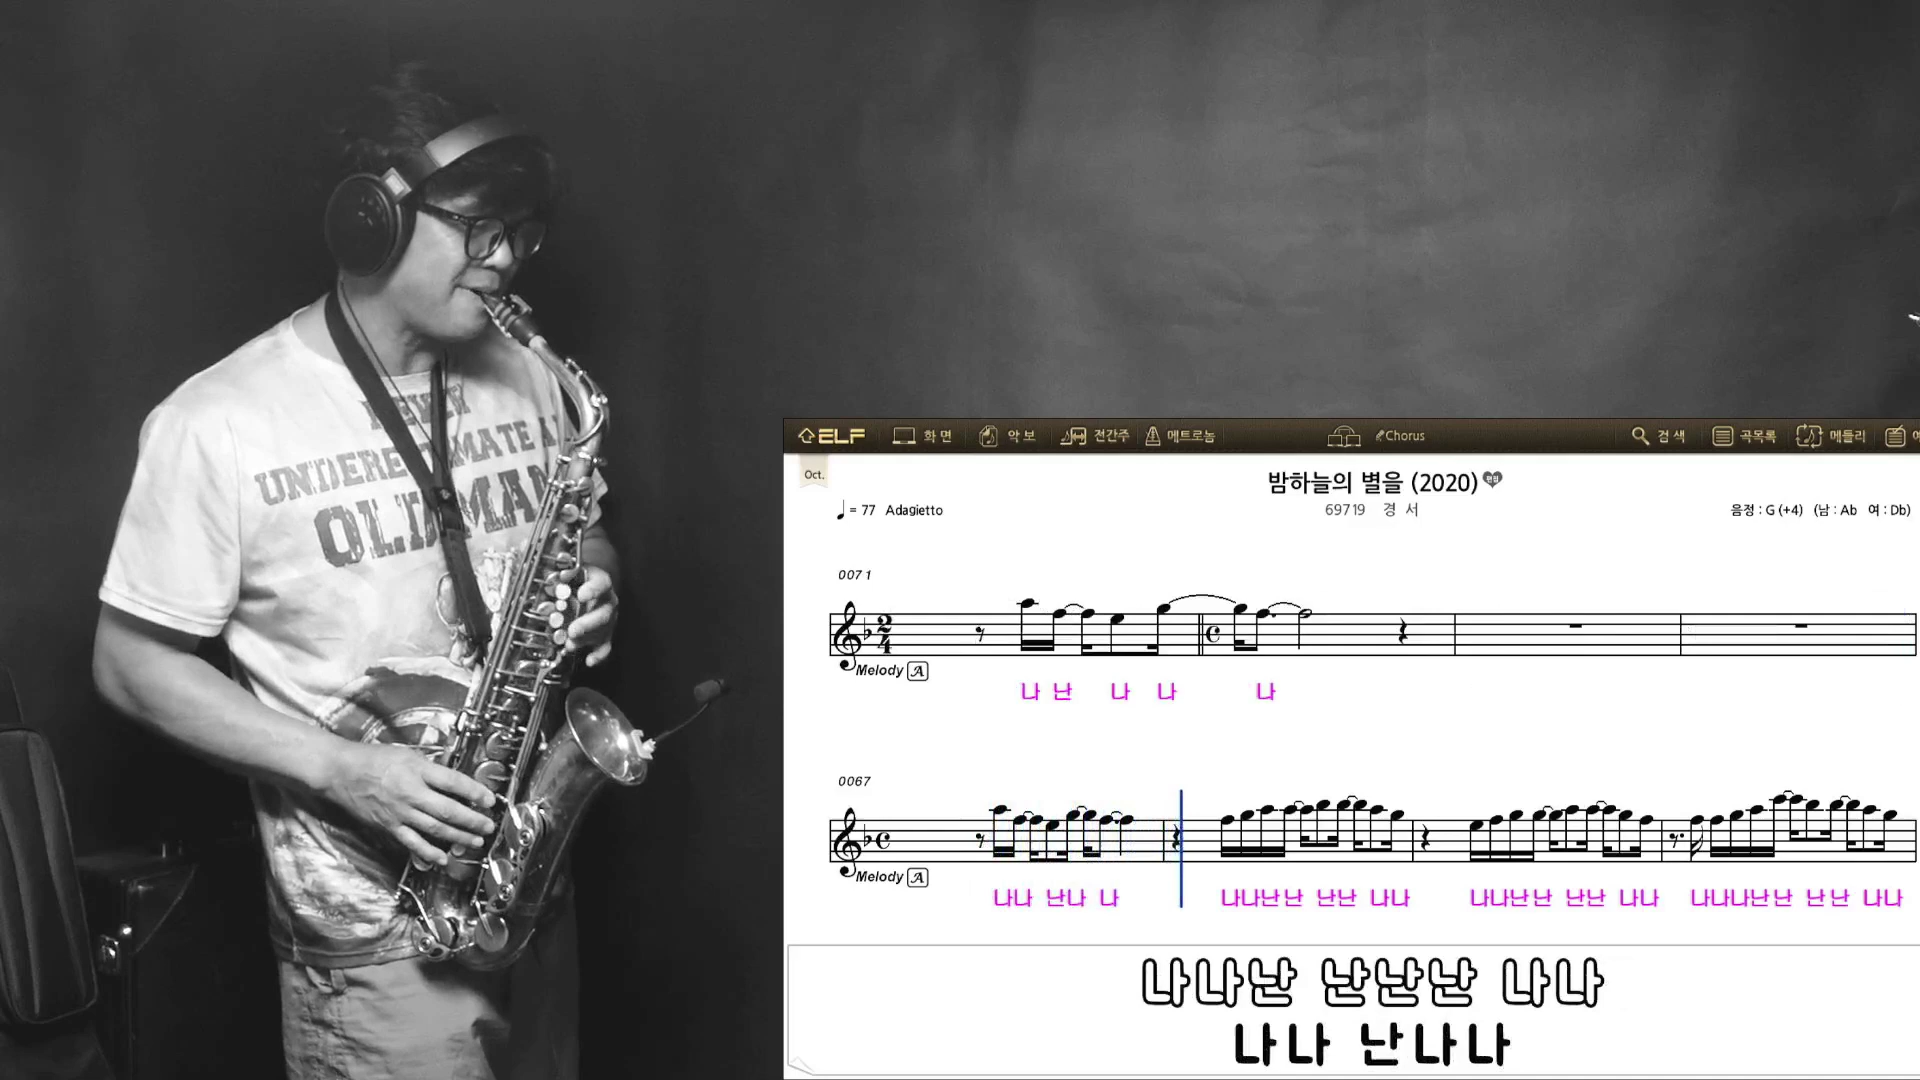 NEVER
UNDERESTIMATE A
OLD MAN
ELF 화면 악보 전간주 메트로놈 Chorus 검색 곡목록 메들리
Oct.
밤하늘의 별을 (2020) 편집
= 77 Adagietto
69719 경서
음정 : G (+4) (남 : Ab 여 : Db)
0071
Melody A
나 난 나 나 나
0067
Melody A
나나 난나 나 나나난난 난난 나나 나나난난 난난 나나 나나나난난 난난 나나
나나난 난난난 나나
나나 난나나